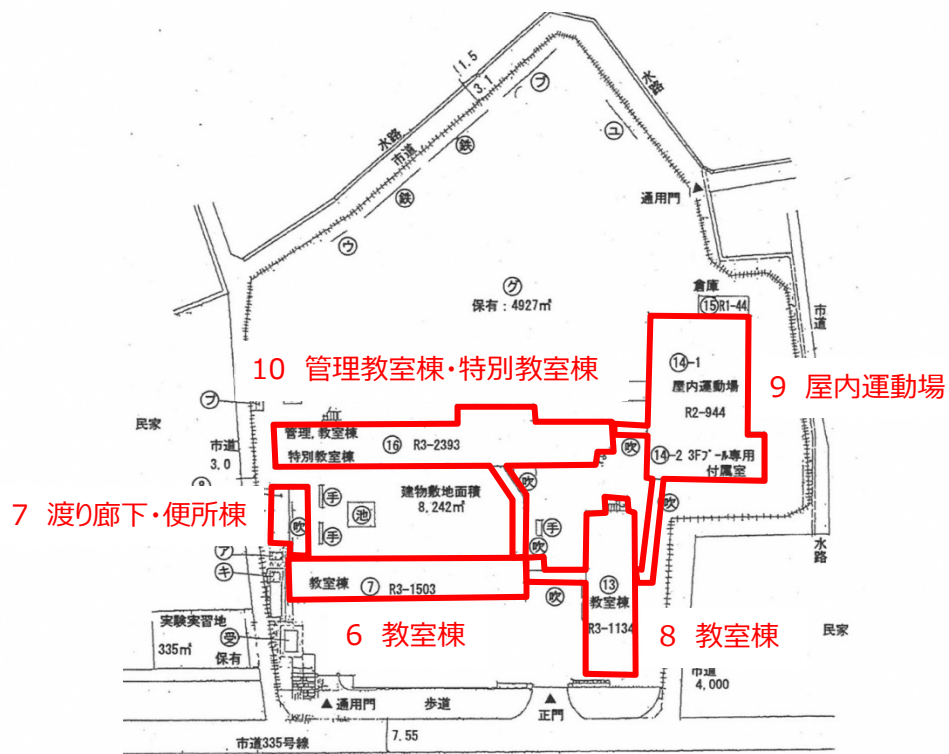 11.5
3.1
水路
市道
水路
プ
ユ
鉄
鉄
ウ
通用門
グ
保有：4927㎡
倉庫
⑮R1-44
市道
10 管理教室棟・特別教室棟
⑭-1
屋内運動場
R2-944
9 屋内運動場
プ
民家
市道
3.0
管理,教室棟
特別教室棟
⑯ R3-2393
吹
⑭-2 3Fプール専用
付属室
7 渡り廊下・便所棟
吹
手
手
池
建物敷地面積
8,242㎡
吹
手
吹
吹
水路
ア
キ
教室棟 ⑦ R3-1503
吹
⑬
教室棟
R3-1134
6 教室棟
8 教室棟
実験実習地
335㎡
受
保有
民家
市道
4,000
▲通用門
歩道
正門
市道335号線
7.55